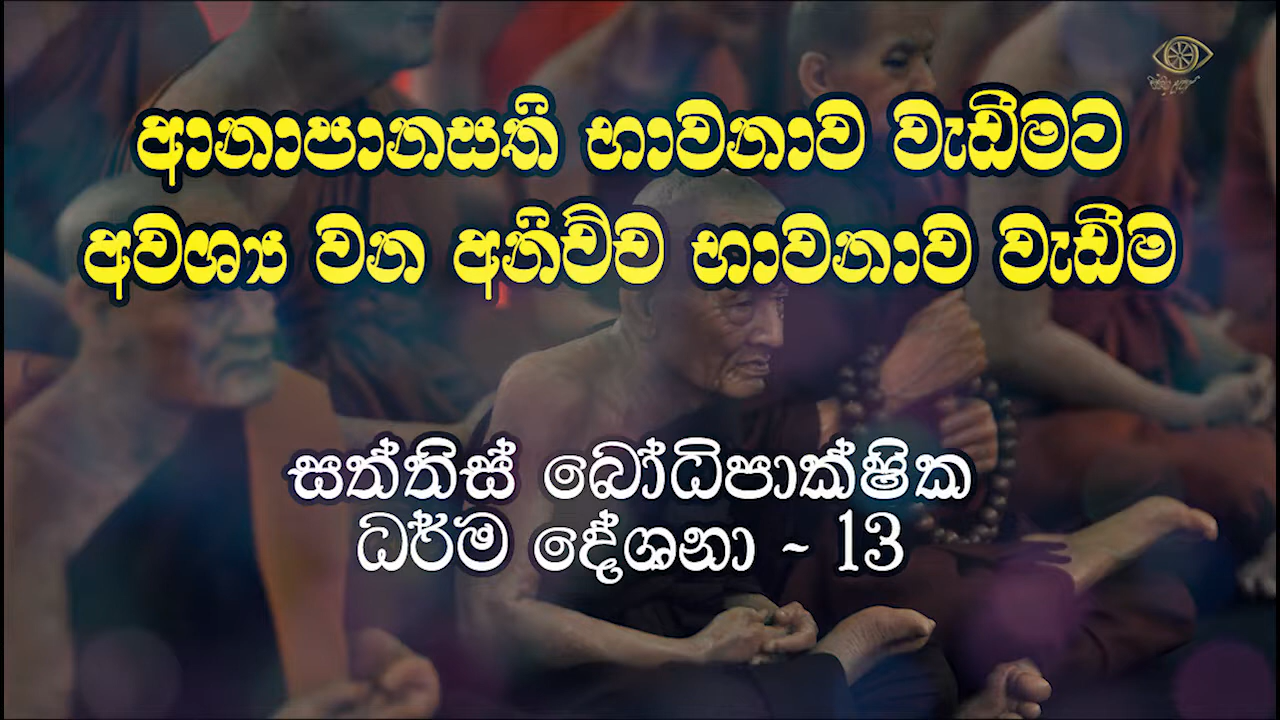 ආනාපානසතී භාවනාව වැඩීමට
අවශ්‍ය වන අනිච්ච භාවනාව වැඩීම
සත්තිස් බෝධිපාක්ෂික
ධර්ම දේශනා ~ 13